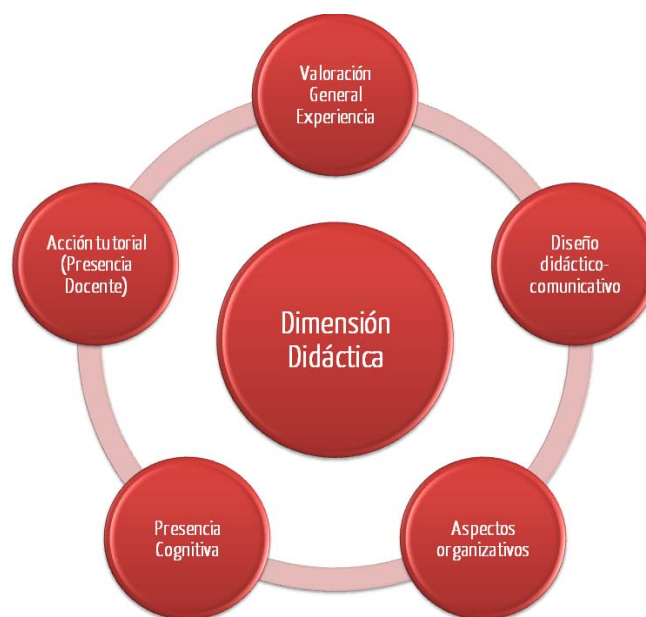 Valoración
General
Experiencia
Diseño
didáctico-
comunicativo
Aspectos
organizativos
Presencia
Cognitiva
Acción tutorial
(Presencia
Docente)
Dimensión
Didáctica